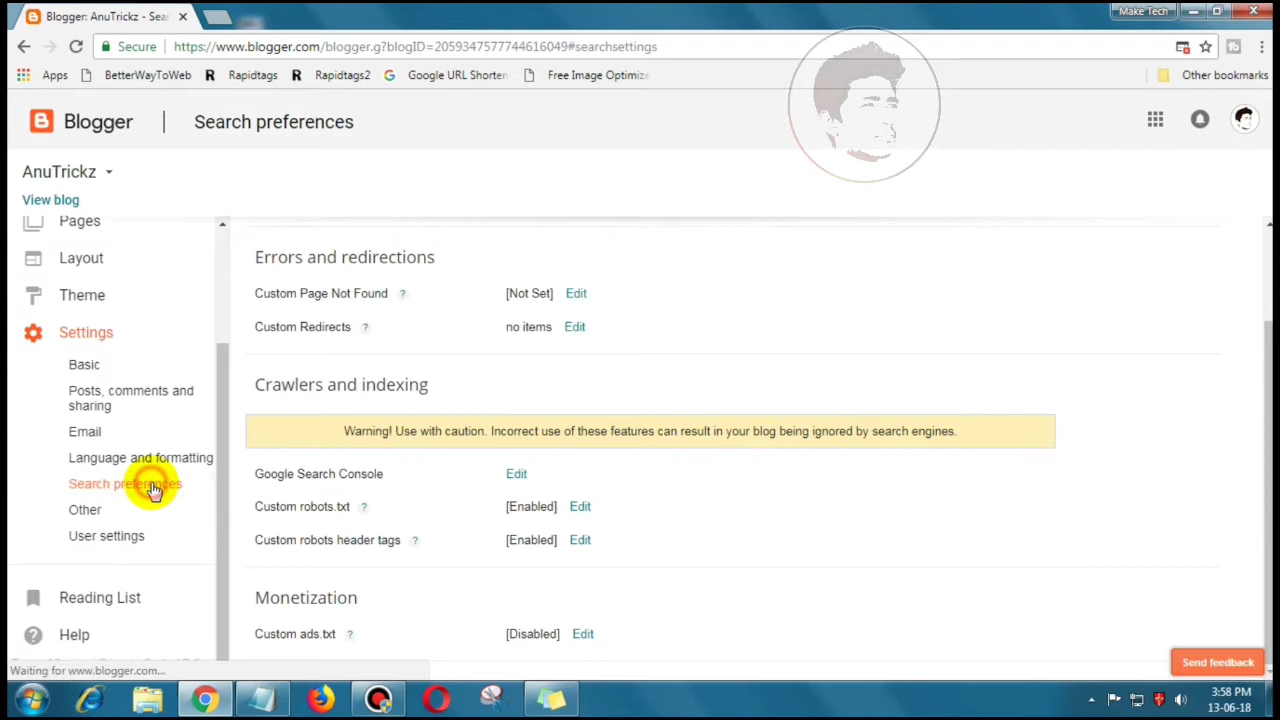 Blogger: AnuTrickz - Sear
Make Tech
Secure
https://www.blogger.com/blogger.g?blogID=2059347577744616049#searchsettings
Apps
BetterWayToWeb
Rapidtags
Rapidtags2
Google URL Shorten
Free Image Optimize
Other bookmarks
Blogger
Search preferences
AnuTrickz
View blog
Pages
Layout
Theme
Settings
Basic
Posts, comments and
sharing
Email
Language and formatting
Search preferences
Other
User settings
Reading List
Help
Errors and redirections
Custom Page Not Found ? [Not Set] Edit
Custom Redirects ? no items Edit
Crawlers and indexing
Warning! Use with caution. Incorrect use of these features can result in your blog being ignored by search engines.
Google Search Console Edit
Custom robots.txt ? [Enabled] Edit
Custom robots header tags ? [Enabled] Edit
Monetization
Custom ads.txt ? [Disabled] Edit
Send feedback
Waiting for www.blogger.com...
3:58 PM
13-06-18